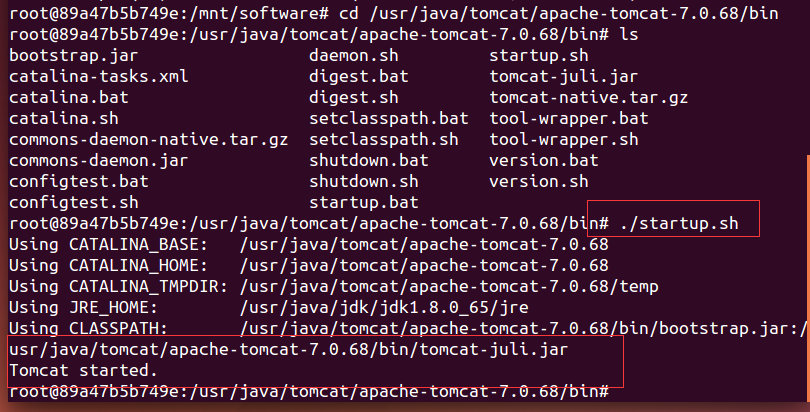 root@89a47b5b749e:/mnt/software# cd /usr/java/tomcat/apache-tomcat-7.0.68/bin
root@89a47b5b749e:/usr/java/tomcat/apache-tomcat-7.0.68/bin# ls
bootstrap.jar daemon.sh startup.sh
catalina-tasks.xml digest.bat tomcat-juli.jar
catalina.bat digest.sh tomcat-native.tar.gz
catalina.sh setclasspath.bat tool-wrapper.bat
commons-daemon-native.tar.gz setclasspath.sh tool-wrapper.sh
commons-daemon.jar shutdown.bat version.bat
configtest.bat shutdown.sh version.sh
configtest.sh startup.bat
root@89a47b5b749e:/usr/java/tomcat/apache-tomcat-7.0.68/bin# ./startup.sh
Using CATALINA_BASE: /usr/java/tomcat/apache-tomcat-7.0.68
Using CATALINA_HOME: /usr/java/tomcat/apache-tomcat-7.0.68
Using CATALINA_TMPDIR: /usr/java/tomcat/apache-tomcat-7.0.68/temp
Using JRE_HOME: /usr/java/jdk/jdk1.8.0_65/jre
Using CLASSPATH: /usr/java/tomcat/apache-tomcat-7.0.68/bin/bootstrap.jar:/
usr/java/tomcat/apache-tomcat-7.0.68/bin/tomcat-juli.jar
Tomcat started.
root@89a47b5b749e:/usr/java/tomcat/apache-tomcat-7.0.68/bin#